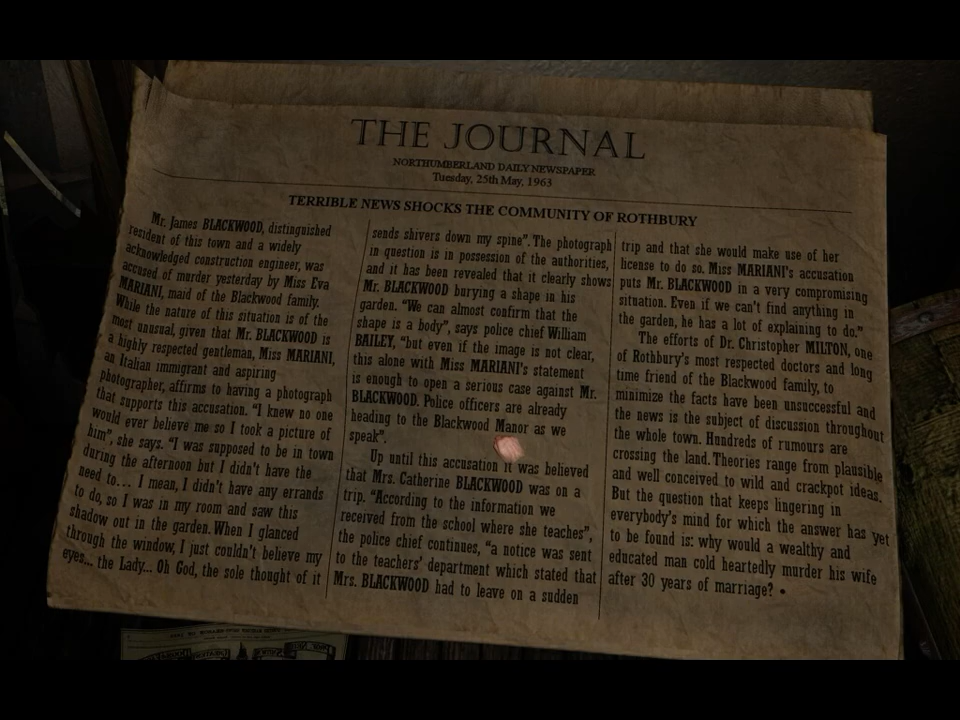 THE JOURNAL
NORTHUMBERLAND DAILY NEWSPAPER
Tuesday, 25th May, 1963
TERRIBLE NEWS SHOCKS THE COMMUNITY OF ROTHBURY
Mr. James BLACKWOOD, distinguished
resident of this town and a widely
acknowledged construction engineer, was
accused of murder yesterday by Miss Eva
MARIANI, maid of the Blackwood family.
While the nature of this situation is of the
most unusual, given that Mr. BLACKWOOD is
a highly respected gentleman, Miss MARIANI,
an Italian immigrant and aspiring
photographer, affirms to having a photograph
that supports this accusation. "I knew no one
would ever believe me so I took a picture of
him", she says. "I was supposed to be in town
during the afternoon but I didn't have the
need to... I mean, I didn't have any errands
to do, so I was in my room and saw this
shadow out in the garden. When I glanced
through the window, I just couldn't believe my
eyes... the Lady... Oh God, the sole thought of it
sends shivers down my spine". The photograph
in question is in possession of the authorities,
and it has been revealed that it clearly shows
Mr. BLACKWOOD burying a shape in his
garden. "We can almost confirm that the
shape is a body", says police chief William
BAILEY, "but even if the image is not clear,
this alone with Miss MARIANI's statement
is enough to open a serious case against Mr.
BLACKWOOD. Police officers are already
heading to the Blackwood Manor as we
speak".
Up until this accusation it was believed
that Mrs. Catherine BLACKWOOD was on a
trip. "According to the information we
received from the school where she teaches",
the police chief continues, "a notice was sent
to the teachers' department which stated that
Mrs. BLACKWOOD had to leave on a sudden
trip and that she would make use of her
license to do so. Miss MARIANI's accusation
puts Mr. BLACKWOOD in a very compromising
situation. Even if we can't find anything in
the garden, he has a lot of explaining to do."
The efforts of Dr. Christopher MILTON, one
of Rothbury's most respected doctors and long
time friend of the Blackwood family, to
minimize the facts have been unsuccessful and
the news is the subject of discussion throughout
the whole town. Hundreds of rumours are
crossing the land. Theories range from plausible
and well conceived to wild and crackpot ideas.
But the question that keeps lingering in
everybody's mind for which the answer has yet
to be found is: why would a wealthy and
educated man cold heartedly murder his wife
after 30 years of marriage? •